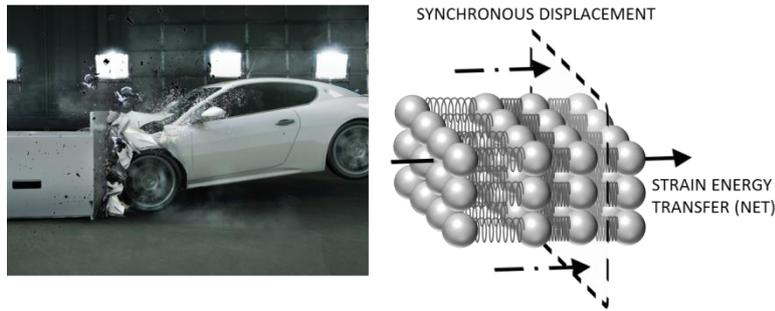 SYNCHRONOUS DISPLACEMENT
STRAIN ENERGY
TRANSFER (NET)